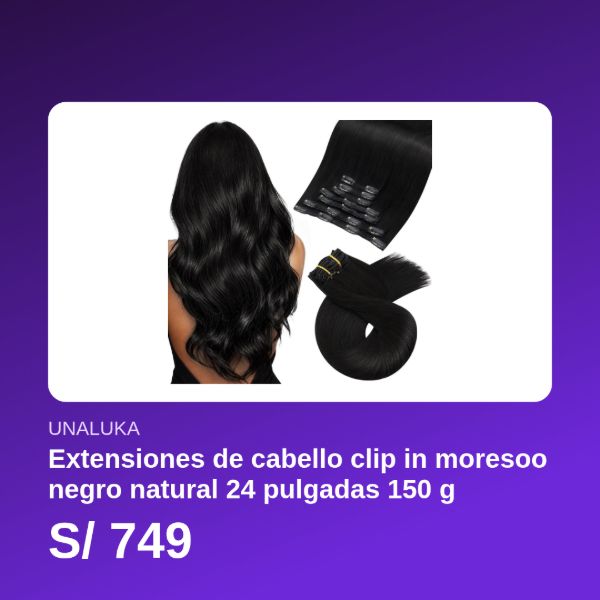 UNALUKA
Extensiones de cabello clip in moresoo
negro natural 24 pulgadas 150 g
S/ 749